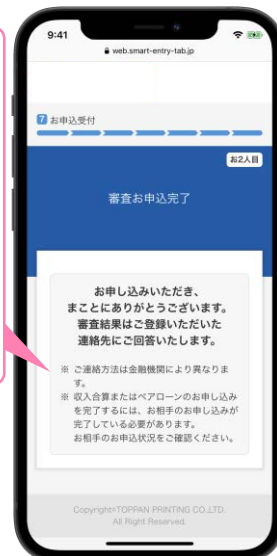 9:41
web.smart-entry-tab.jp
7 お申込受付
お2人目
審査お申込完了
お申し込みいただき、
まことにありがとうございます。
審査結果はご登録いただいた
連絡先にご回答いたします。
※ ご連絡方法は金融機関により異なりま
す。
※ 収入合算またはペアローンのお申し込み
を完了するには、お相手のお申し込みが
完了している必要があります。
お相手のお申込状況をご確認ください。
Copyright©TOPPAN PRINTING CO.,LTD.
All Right Reserved.